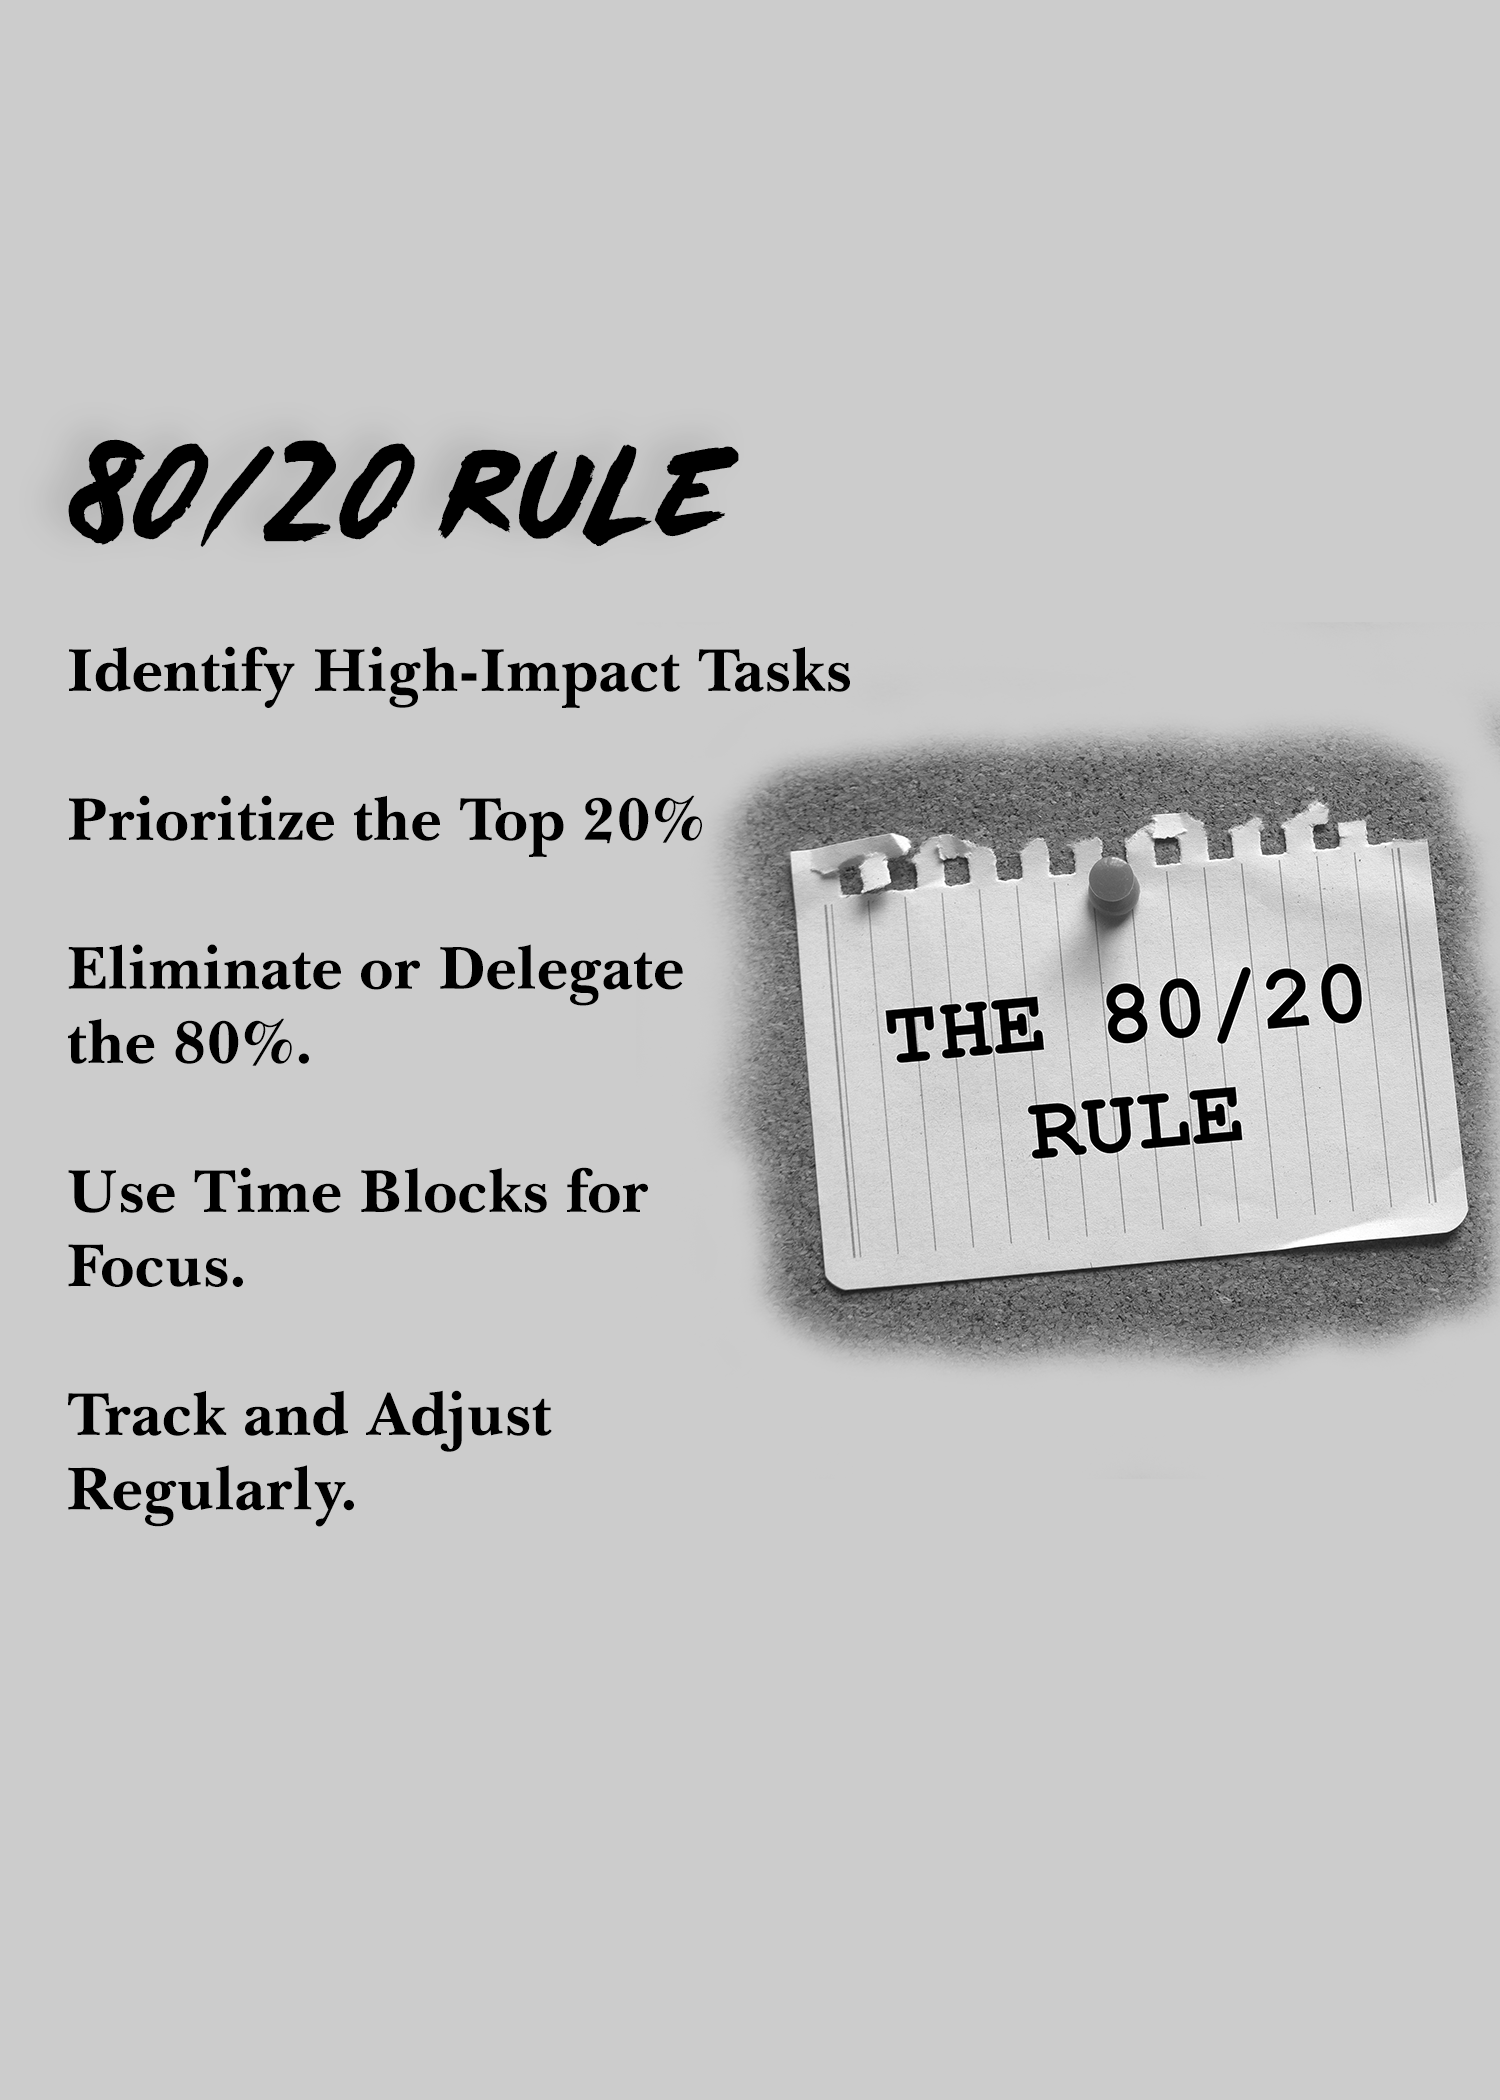 80/20 RULE
Identify High-Impact Tasks
Prioritize the Top 20%
Eliminate or Delegate
the 80%.
Use Time Blocks for
Focus.
Track and Adjust
Regularly.
THE 80/20
RULE